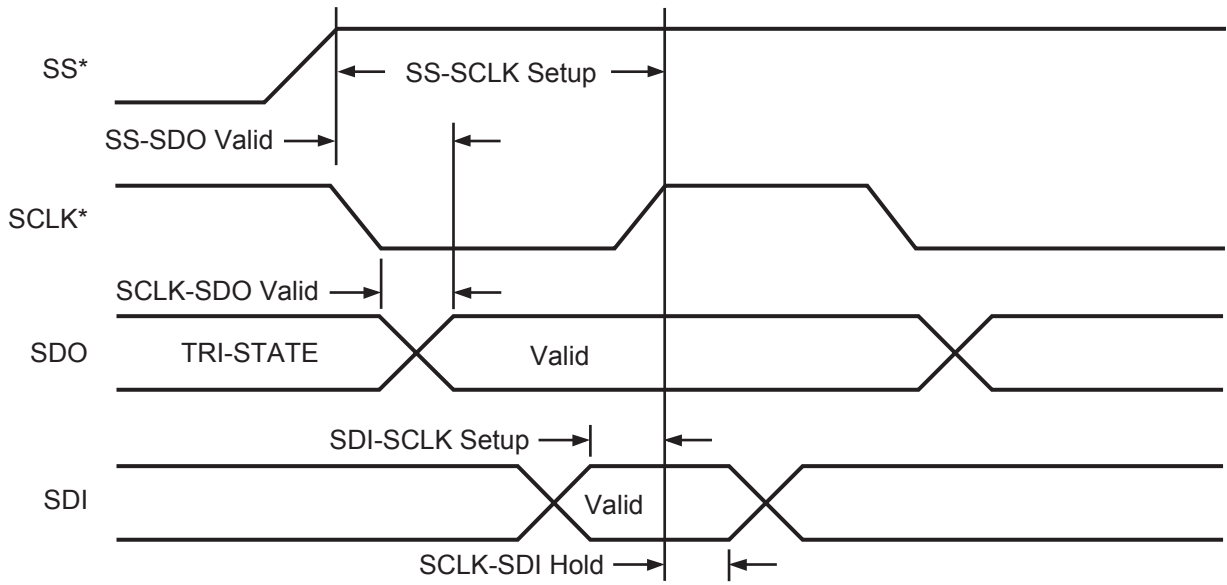 SS*
SS-SCLK Setup
SS-SDO Valid
SCLK*
SCLK-SDO Valid
SDO
TRI-STATE
Valid
SDI-SCLK Setup
SDI
Valid
SCLK-SDI Hold